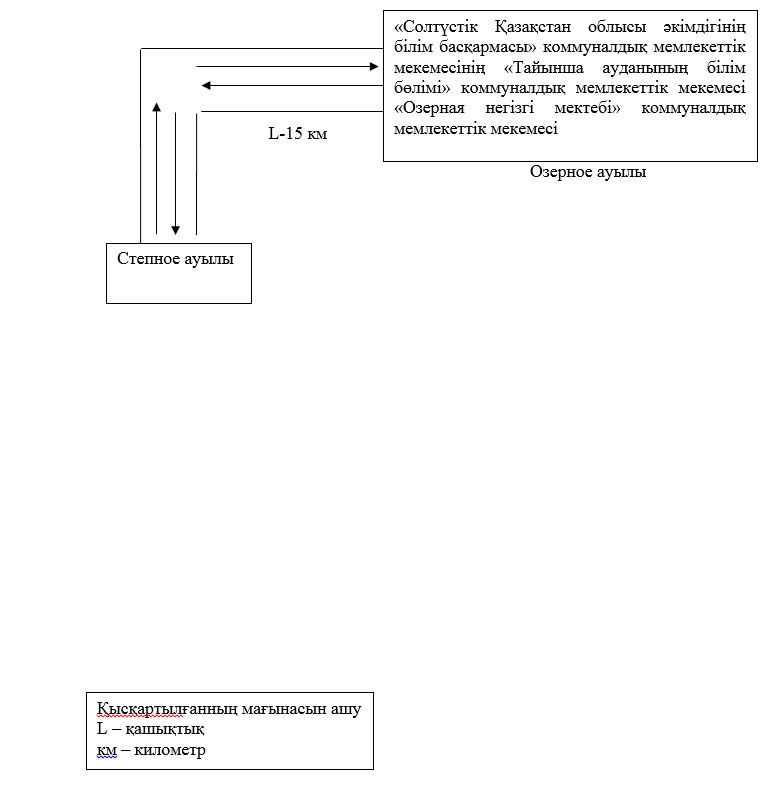 «Солтүстік Қазақстан облысы әкімдігінің
білім басқармасы» коммуналдық мемлекеттік
мекемесінің «Тайынша ауданының білім
бөлімі» коммуналдық мемлекеттік мекемесі
«Озерная негізгі мектебі» коммуналдық
мемлекеттік мекемесі
L-15 км
Озерное ауылы
Степное ауылы
Қысқартылғанның мағынасын ашу
L – қашықтық
км – километр